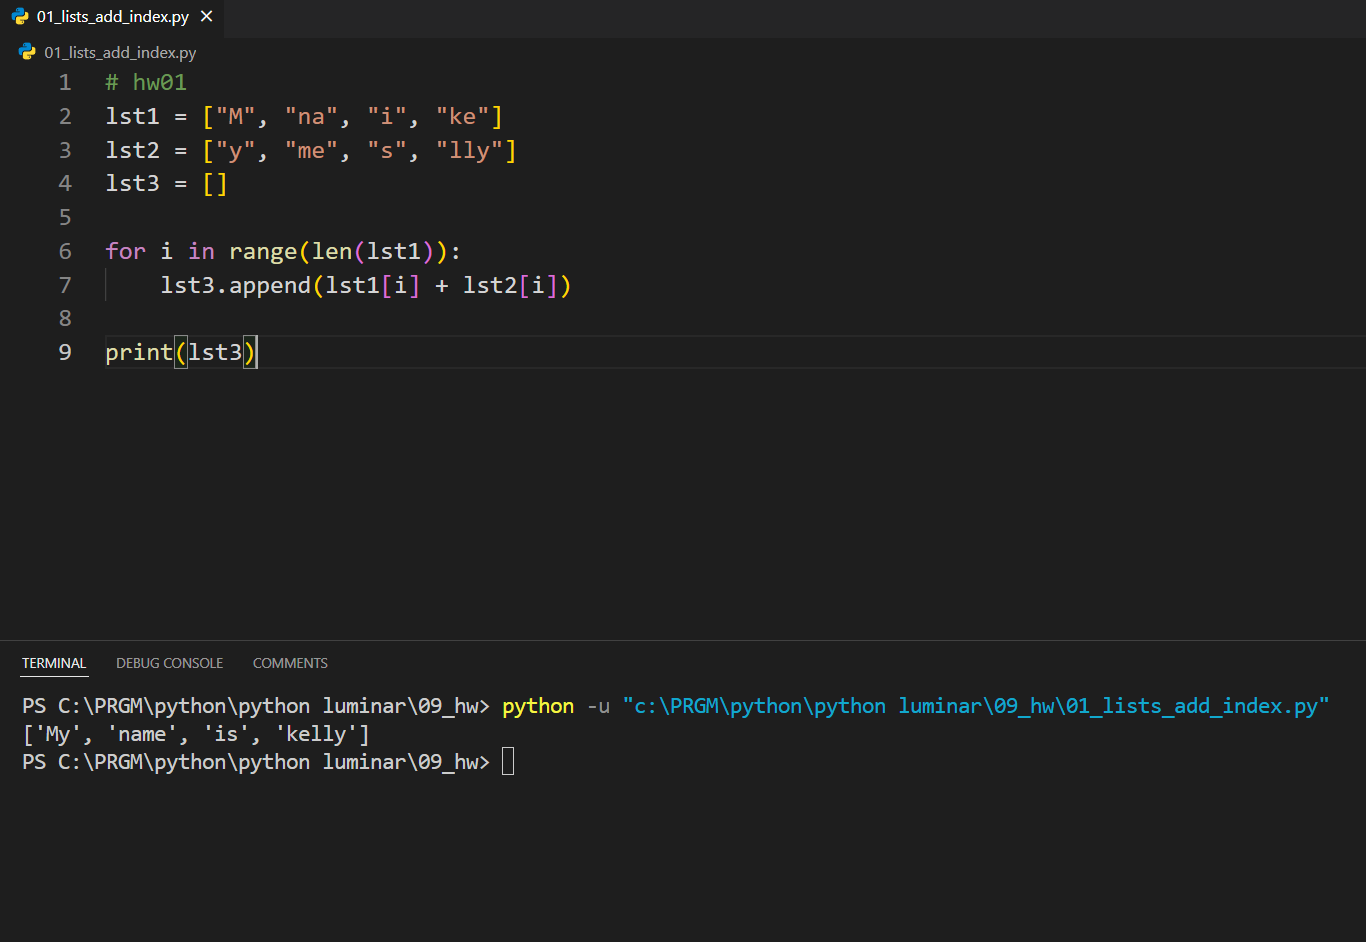 01_lists_add_index.py
01_lists_add_index.py
1 # hw01
2 lst1 = ["M", "na", "i", "ke"]
3 lst2 = ["y", "me", "s", "lly"]
4 lst3 = []
5
6 for i in range(len(lst1)):
7     lst3.append(lst1[i] + lst2[i])
8
9 print(lst3)
TERMINAL DEBUG CONSOLE COMMENTS
PS C:\PRGM\python\python luminar\09_hw> python -u "c:\PRGM\python\python luminar\09_hw\01_lists_add_index.py"
['My', 'name', 'is', 'kelly']
PS C:\PRGM\python\python luminar\09_hw>